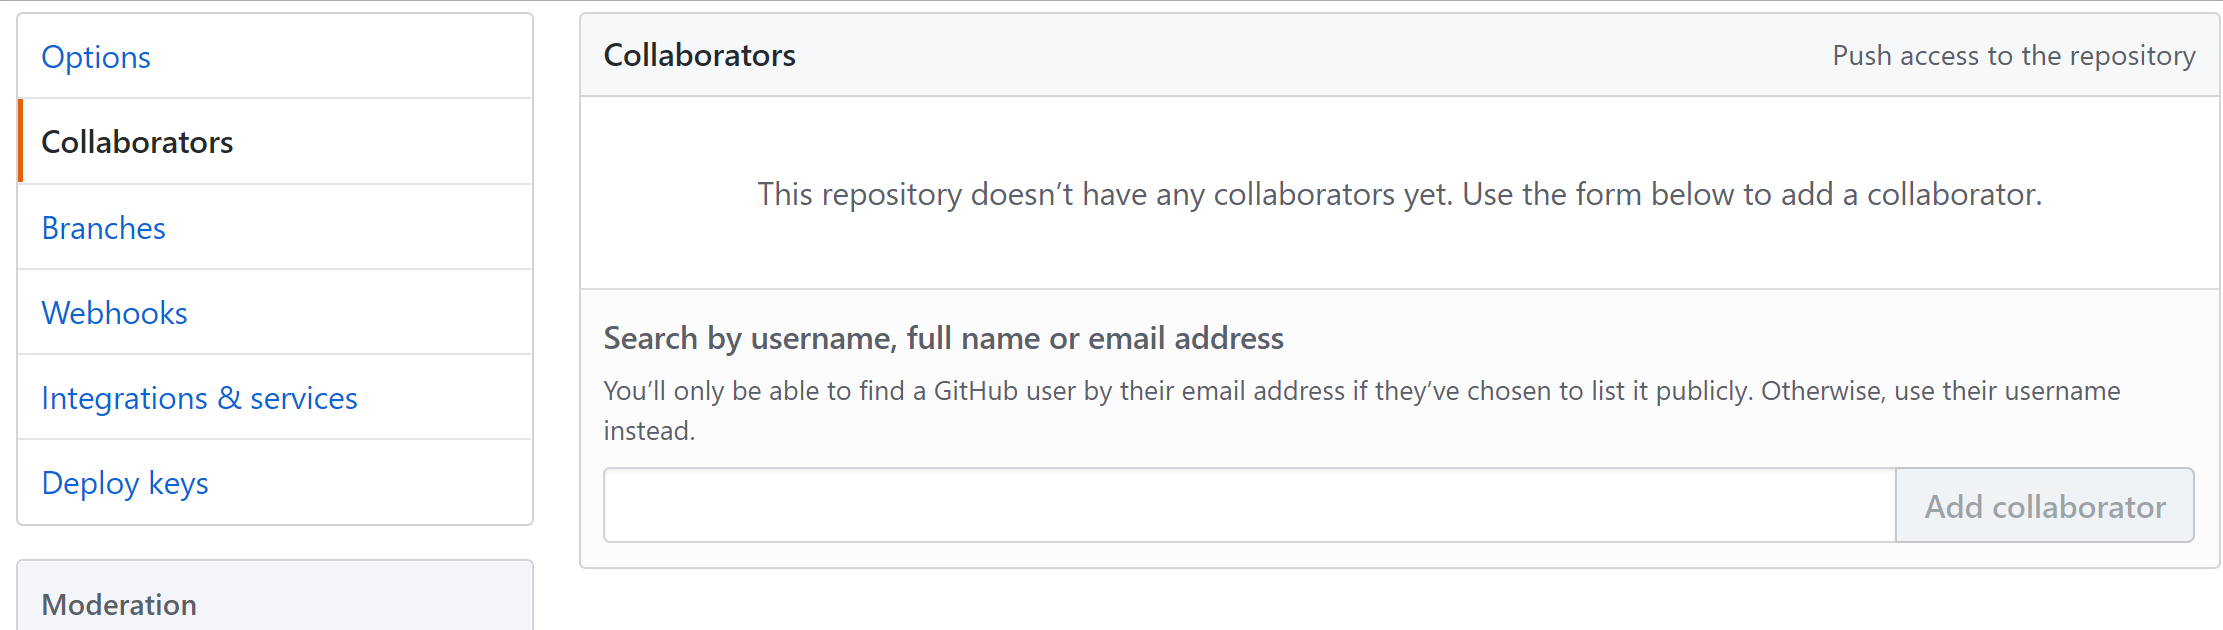 Options
Collaborators
Branches
Webhooks
Integrations & services
Deploy keys
Moderation
Collaborators
Push access to the repository
This repository doesn’t have any collaborators yet. Use the form below to add a collaborator.
Search by username, full name or email address
You’ll only be able to find a GitHub user by their email address if they’ve chosen to list it publicly. Otherwise, use their username
instead.
Add collaborator